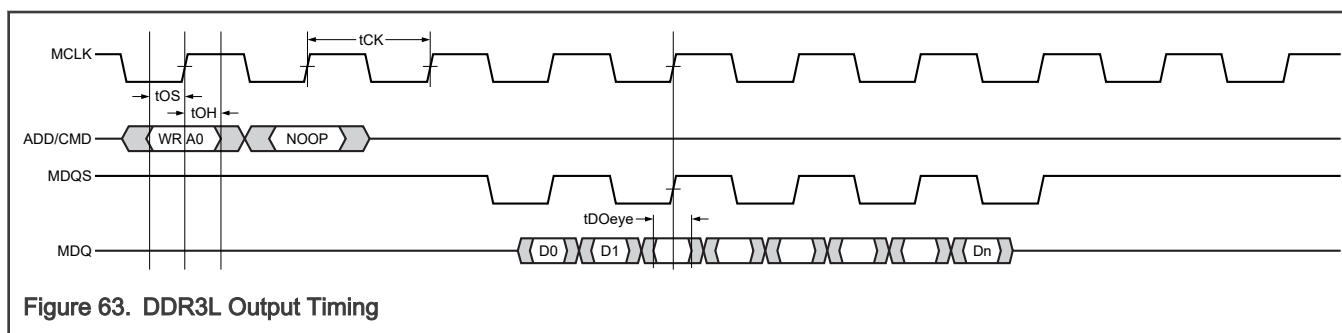 tCK
MCLK
tOS
tOH
ADD/CMD
WR A0
NOOP
MDQS
tDOeye
MDQ
D0
D1
Dn
Figure 63. DDR3L Output Timing